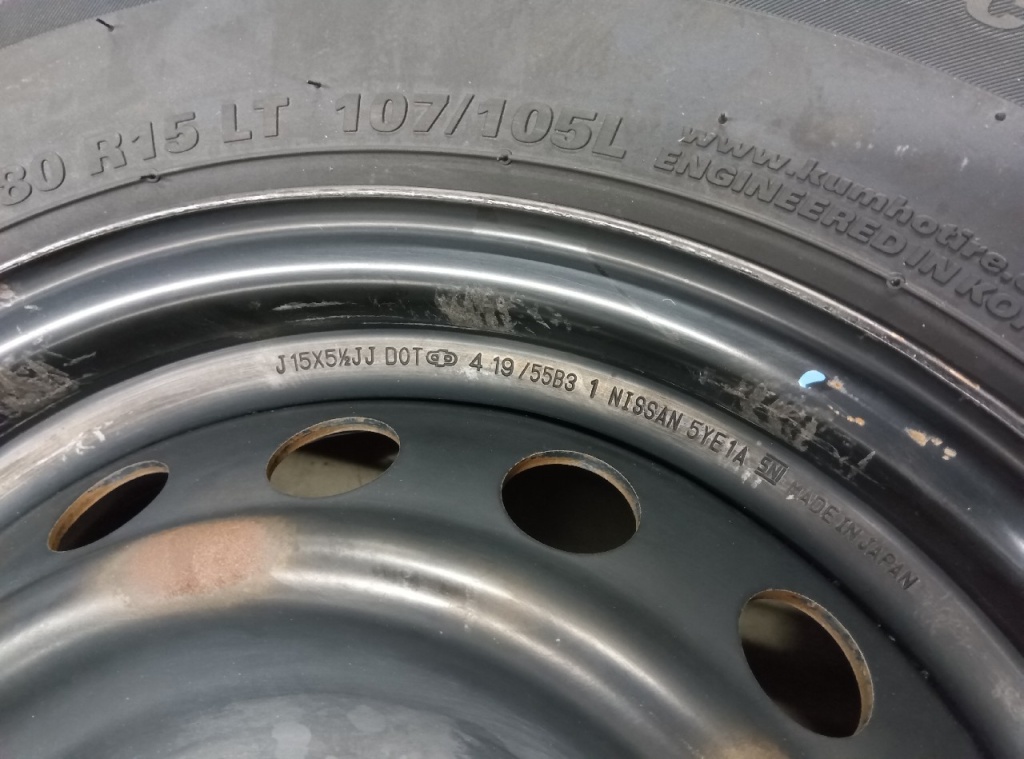 80 R15 LT 107/105L
www.kumhotire.
ENGINEERED IN KO
J 15X5½JJ DOT 4 19/55B3 1 NISSAN 5YE1A MADE IN JAPAN